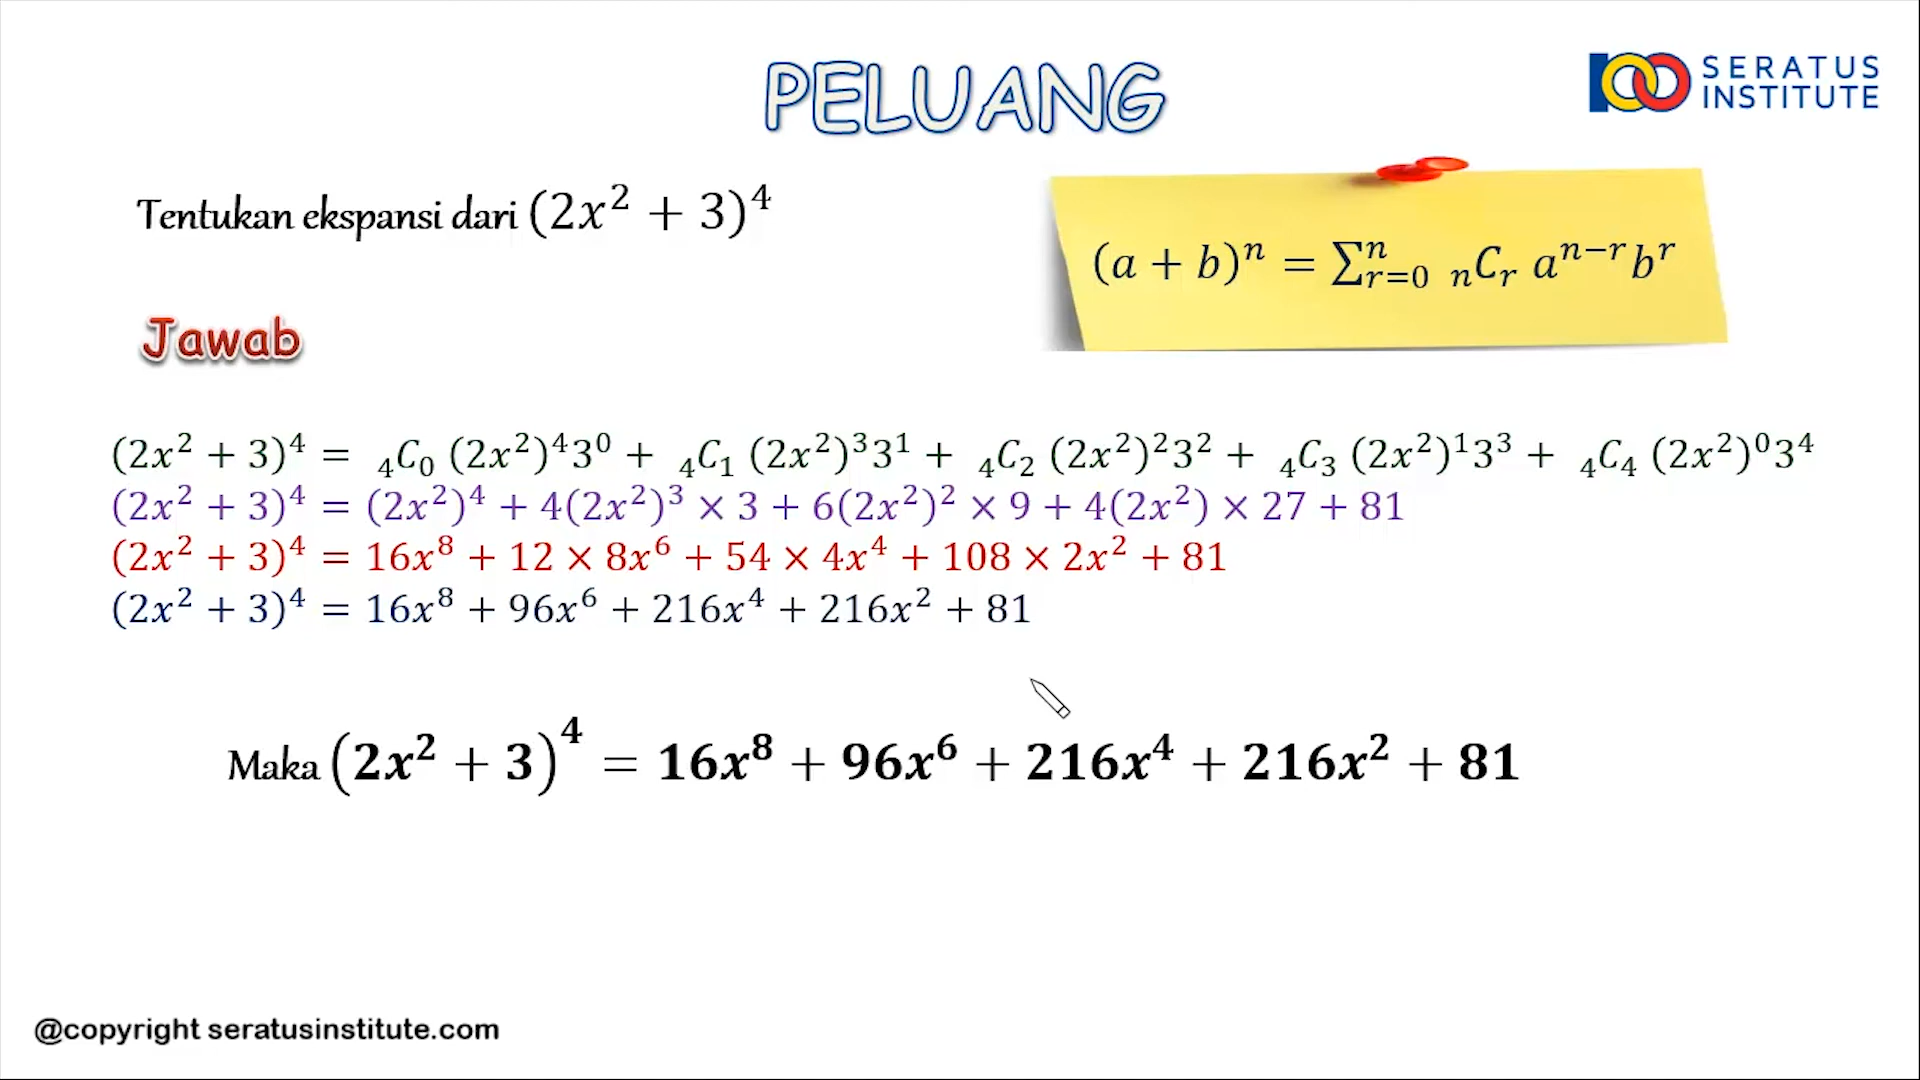 PELUANG
SERATUS
INSTITUTE
Tentukan ekspansi dari (2x² + 3)⁴
(a + b)ⁿ = ∑ⁿᵣ₌₀ ₙCᵣ aⁿ⁻ʳbʳ
Jawab
(2x² + 3)⁴ = ₄C₀ (2x²)⁴3⁰ + ₄C₁ (2x²)³3¹ + ₄C₂ (2x²)²3² + ₄C₃ (2x²)¹3³ + ₄C₄ (2x²)⁰3⁴
(2x² + 3)⁴ = (2x²)⁴ + 4(2x²)³ × 3 + 6(2x²)² × 9 + 4(2x²) × 27 + 81
(2x² + 3)⁴ = 16x⁸ + 12 × 8x⁶ + 54 × 4x⁴ + 108 × 2x² + 81
(2x² + 3)⁴ = 16x⁸ + 96x⁶ + 216x⁴ + 216x² + 81
Maka (2x² + 3)⁴ = 16x⁸ + 96x⁶ + 216x⁴ + 216x² + 81
@copyright seratusinstitute.com